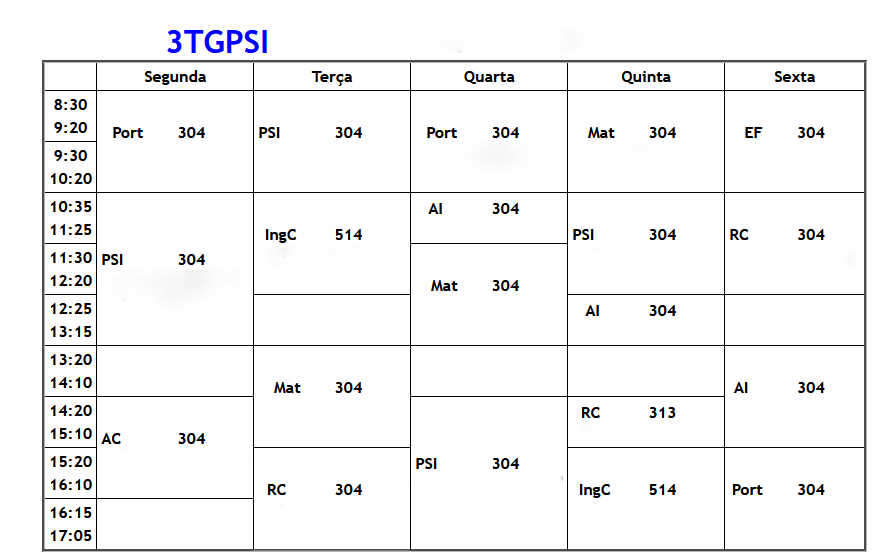 3TGPSI
Segunda Terça Quarta Quinta Sexta
8:30
9:20
Port 304 PSI 304 Port 304 Mat 304 EF 304
9:30
10:20
10:35
11:25
AI 304
IngC 514 PSI 304 RC 304
11:30
12:20
PSI 304
Mat 304
12:25
13:15
AI 304
13:20
14:10
Mat 304 AI 304
14:20
15:10
RC 313
AC 304
15:20
16:10
PSI 304
RC 304 IngC 514 Port 304
16:15
17:05